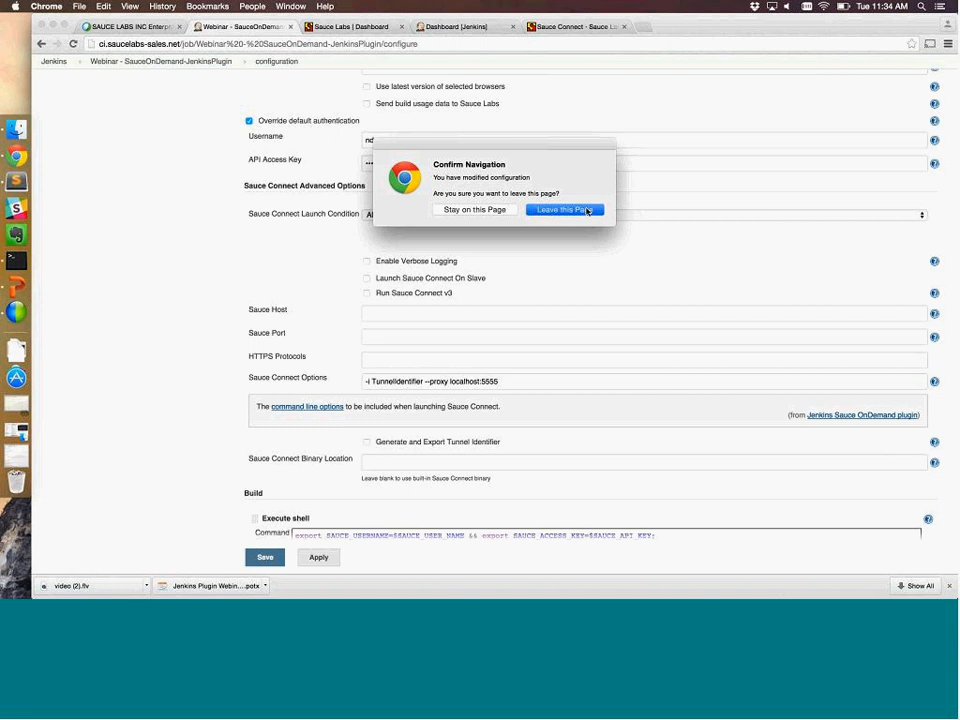 Chrome File Edit View History Bookmarks People Window Help Tue 11:34 AM
SAUCE LABS INC Enterpri Webinar - SauceOnDeman Sauce Labs | Dashboard Dashboard [Jenkins] Sauce Connect - Sauce La
ci.saucelabs-sales.net/job/Webinar%20-%20SauceOnDemand-JenkinsPlugin/configure
Jenkins Webinar - SauceOnDemand-JenkinsPlugin configuration
Use latest version of selected browsers
Send build usage data to Sauce Labs
Override default authentication
Username
API Access Key
Confirm Navigation
You have modified configuration
Are you sure you want to leave this page?
Stay on this Page Leave this Page
Sauce Connect Advanced Options
Sauce Connect Launch Condition
Enable Verbose Logging
Launch Sauce Connect On Slave
Run Sauce Connect v3
Sauce Host
Sauce Port
HTTPS Protocols
Sauce Connect Options -i TunnelIdentifier --proxy localhost:5555
The command line options to be included when launching Sauce Connect.
(from Jenkins Sauce OnDemand plugin)
Generate and Export Tunnel Identifier
Sauce Connect Binary Location
Leave blank to use built-in Sauce Connect binary
Build
Execute shell
Command export SAUCE_USERNAME=$SAUCE_USER_NAME && export SAUCE_ACCESS_KEY=$SAUCE_API_KEY;
Save Apply
video (2).flv Jenkins Plugin Webin....potx Show All